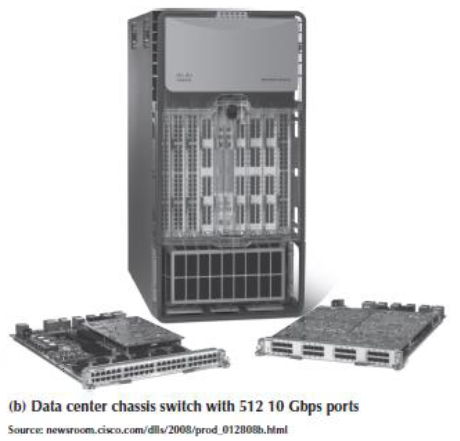 (b) Data center chassis switch with 512 10 Gbps ports
Source: newsroom.cisco.com/dlls/2008/prod_012808b.html